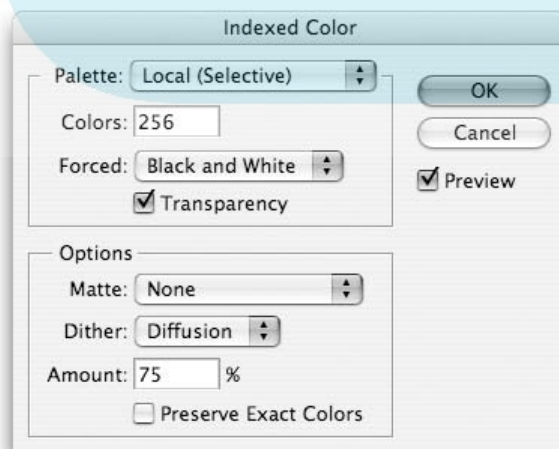 Indexed Color
Palette: Local (Selective)
Colors: 256
Forced: Black and White
Transparency
OK
Cancel
Preview
Options
Matte: None
Dither: Diffusion
Amount: 75 %
Preserve Exact Colors